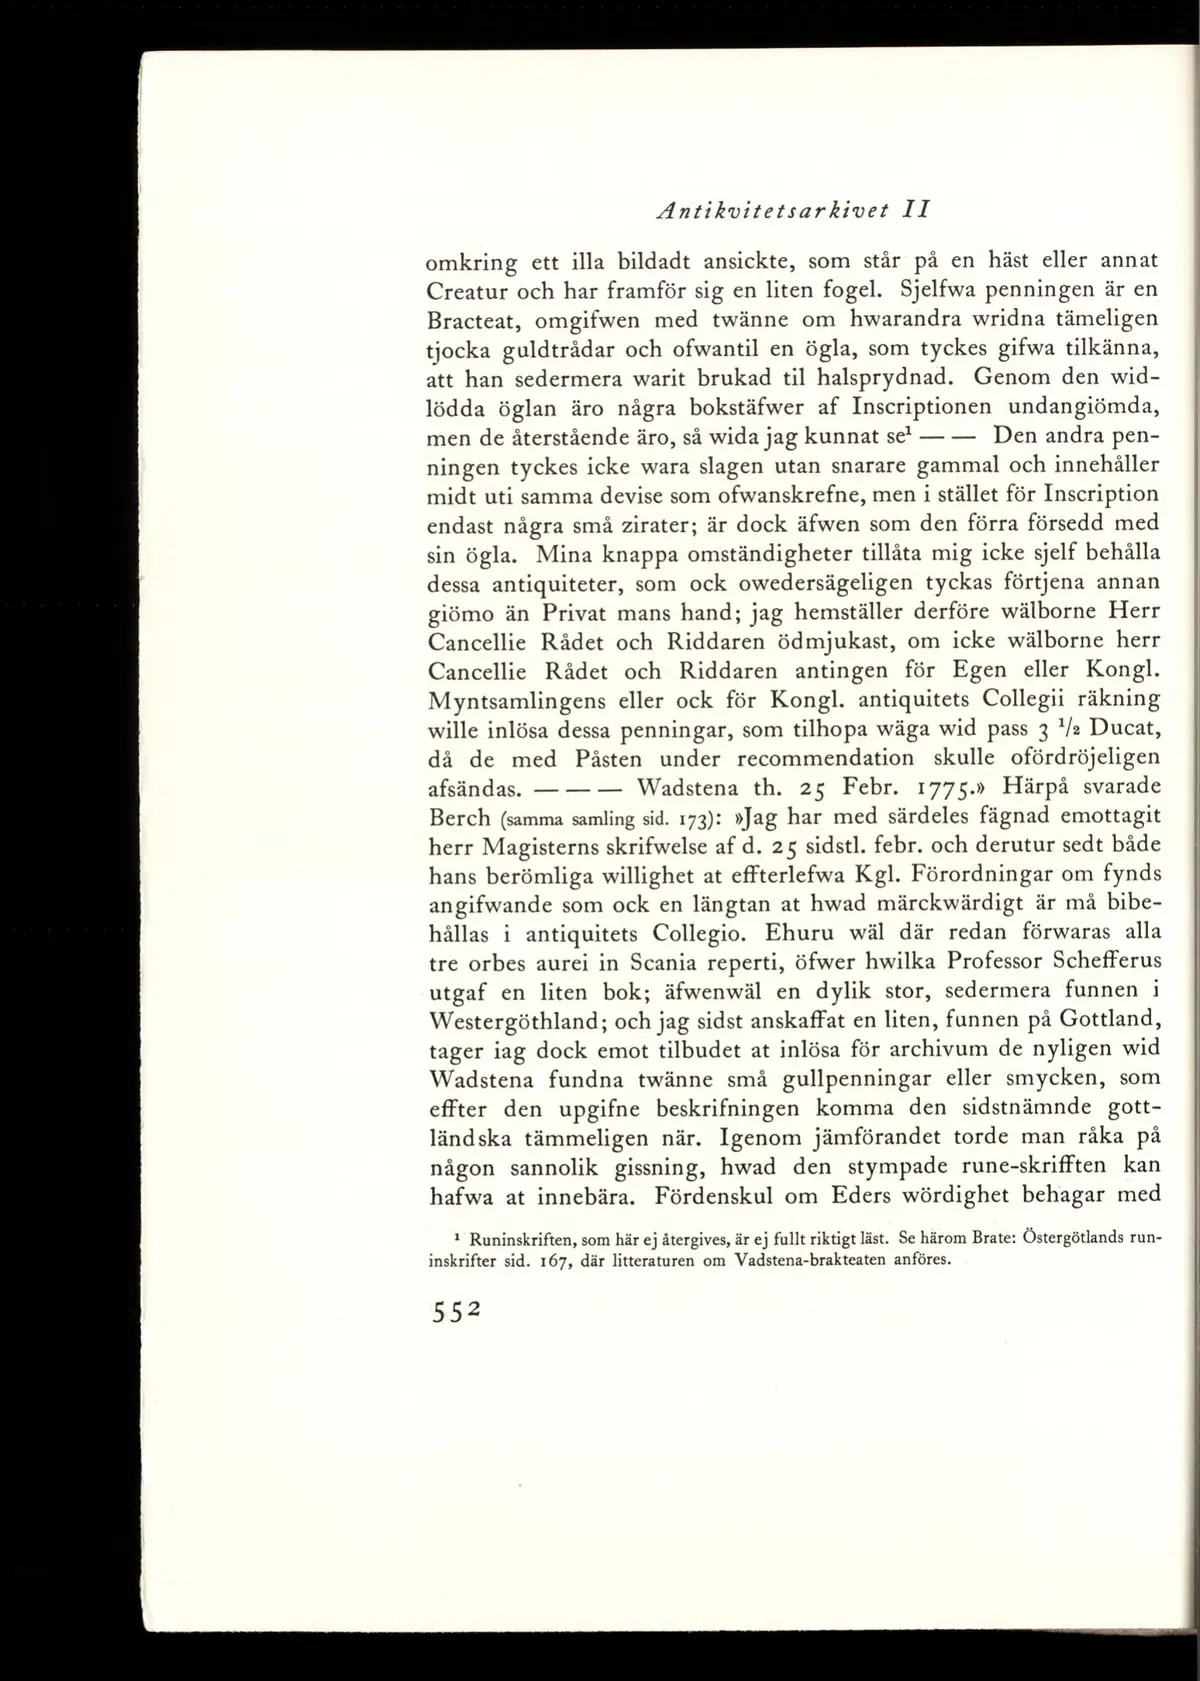 Antikvitetsarkivet II
omkring ett illa bildadt ansickte, som står på en häst eller annat
Creatur och har framför sig en liten fogel. Sjelfwa penningen är en
Bracteat, omgifwen med twänne om hwarandra wridna tämeligen
tjocka guldtrådar och ofwantil en ögla, som tyckes gifwa tilkänna,
att han sedermera warit brukad til halsprydnad. Genom den wid-
lödda öglan äro några bokstäfwer af Inscriptionen undangiömda,
men de återstående äro, så wida jag kunnat se¹ — — Den andra pen-
ningen tyckes icke wara slagen utan snarare gammal och innehåller
midt uti samma devise som ofwanskrefne, men i stället för Inscription
endast några små zirater; är dock äfwen som den förra försedd med
sin ögla. Mina knappa omständigheter tillåta mig icke sjelf behålla
dessa antiquiteter, som ock owedersägeligen tyckas förtjena annan
giömo än Privat mans hand; jag hemställer derföre wälborne Herr
Cancellie Rådet och Riddaren ödmjukast, om icke wälborne herr
Cancellie Rådet och Riddaren antingen för Egen eller Kongl.
Myntsamlingens eller ock för Kongl. antiquitets Collegii räkning
wille inlösa dessa penningar, som tilhopa wäga wid pass 3 ½ Ducat,
då de med Påsten under recommendation skulle ofördröjeligen
afsändas. — — — Wadstena th. 25 Febr. 1775.» Härpå svarade
Berch (samma samling sid. 173): »Jag har med särdeles fägnad emottagit
herr Magisterns skrifwelse af d. 25 sidstl. febr. och derutur sedt både
hans berömliga willighet at effterlefwa Kgl. Förordningar om fynds
angifwande som ock en längtan at hwad märckwärdigt är må bibe-
hållas i antiquitets Collegio. Ehuru wäl där redan förwaras alla
tre orbes aurei in Scania reperti, öfwer hwilka Professor Schefferus
utgaf en liten bok; äfwenwäl en dylik stor, sedermera funnen i
Westergöthland; och jag sidst anskaffat en liten, funnen på Gottland,
tager iag dock emot tilbudet at inlösa för archivum de nyligen wid
Wadstena fundna twänne små gullpenningar eller smycken, som
effter den upgifne beskrifningen komma den sidstnämnde gott-
ländska tämmeligen när. Igenom jämförandet torde man råka på
någon sannolik gissning, hwad den stympade rune-skrifften kan
hafwa at innebära. Fördenskul om Eders wördighet behagar med
¹ Runinskriften, som här ej återgives, är ej fullt riktigt läst. Se härom Brate: Östergötlands run-
inskrifter sid. 167, där litteraturen om Vadstena-brakteaten anföres.
552